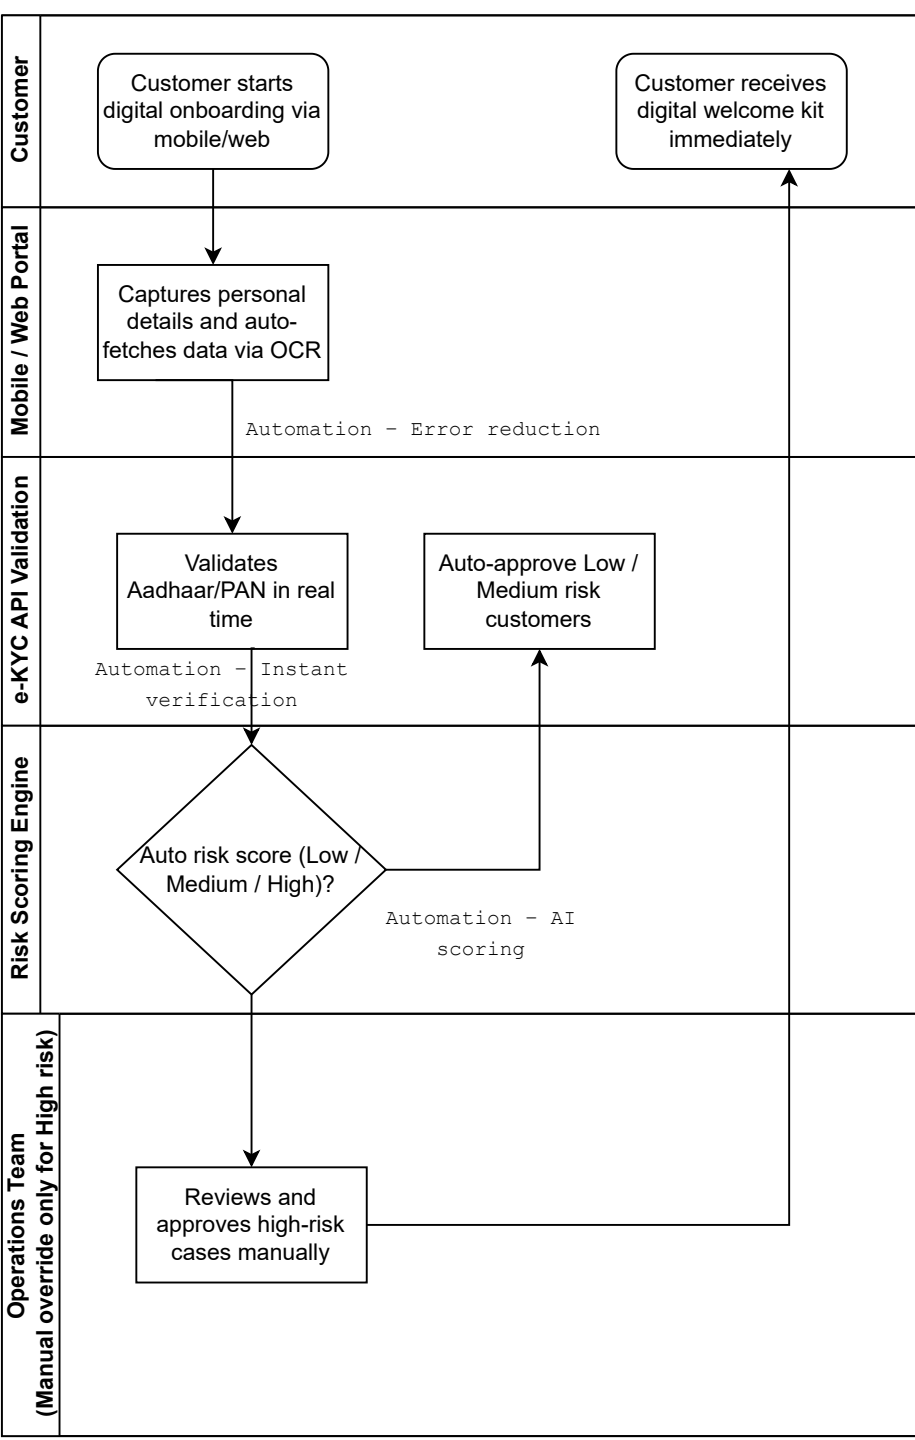 Customer
Customer starts
digital onboarding via
mobile/web
Customer receives
digital welcome kit
immediately
Mobile / Web Portal
Captures personal
details and auto-
fetches data via OCR
Automation – Error reduction
e-KYC API Validation
Validates
Aadhaar/PAN in real
time
Auto-approve Low /
Medium risk
customers
Automation – Instant
verification
Risk Scoring Engine
Auto risk score (Low /
Medium / High)?
Automation – AI
scoring
Operations Team
(Manual override only for High risk)
Reviews and
approves high-risk
cases manually